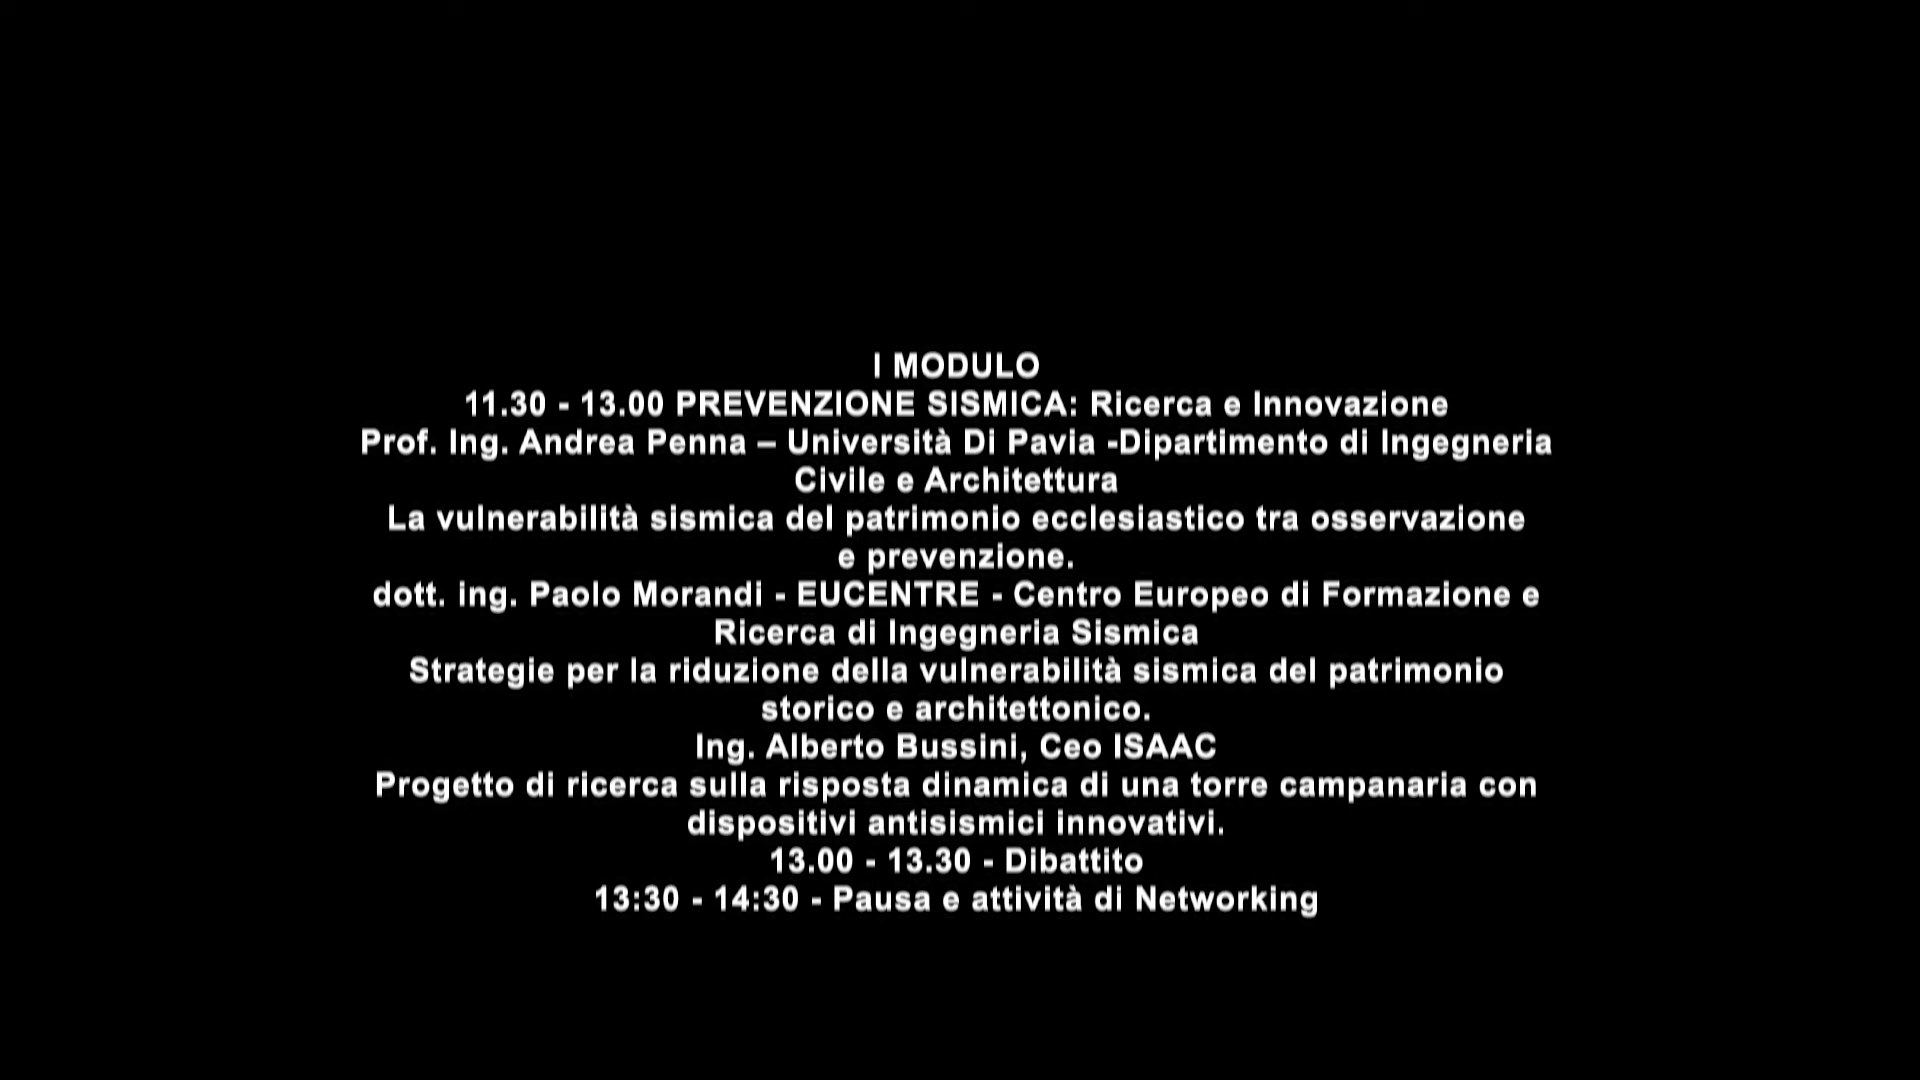 I MODULO
11.30 - 13.00 PREVENZIONE SISMICA: Ricerca e Innovazione
Prof. Ing. Andrea Penna – Università Di Pavia -Dipartimento di Ingegneria
Civile e Architettura
La vulnerabilità sismica del patrimonio ecclesiastico tra osservazione
e prevenzione.
dott. ing. Paolo Morandi - EUCENTRE - Centro Europeo di Formazione e
Ricerca di Ingegneria Sismica
Strategie per la riduzione della vulnerabilità sismica del patrimonio
storico e architettonico.
Ing. Alberto Bussini, Ceo ISAAC
Progetto di ricerca sulla risposta dinamica di una torre campanaria con
dispositivi antisismici innovativi.
13.00 - 13.30 - Dibattito
13:30 - 14:30 - Pausa e attività di Networking